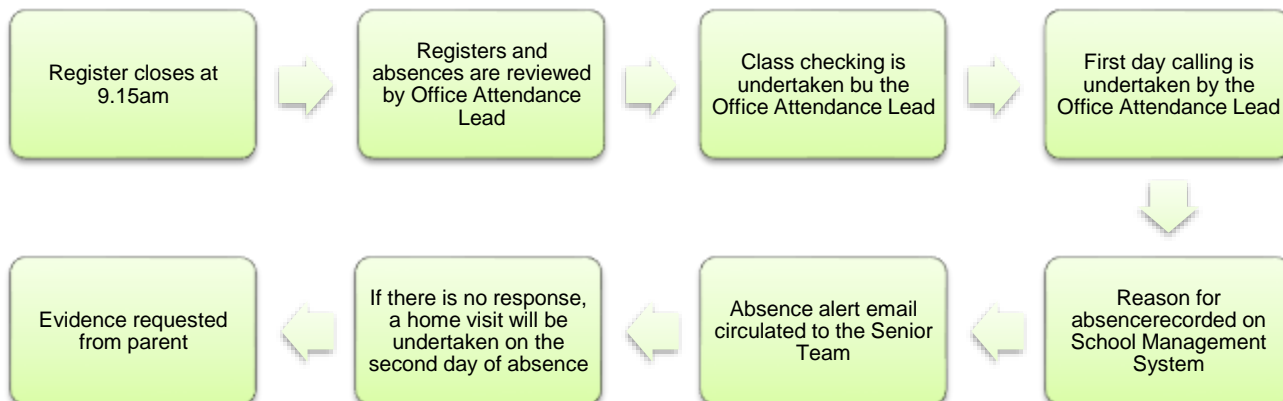 Register closes at
9.15am
Registers and
absences are reviewed
by Office Attendance
Lead
Class checking is
undertaken bu the
Office Attendance Lead
First day calling is
undertaken by the
Office Attendance Lead
Reason for
absencerecorded on
School Management
System
Absence alert email
circulated to the Senior
Team
If there is no response,
a home visit will be
undertaken on the
second day of absence
Evidence requested
from parent